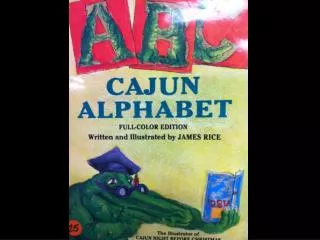 ABC
CAJUN
ALPHABET
FULL-COLOR EDITION
Written and Illustrated by JAMES RICE
The Illustrator of
CAJUN NIGHT BEFORE CHRISTMAS